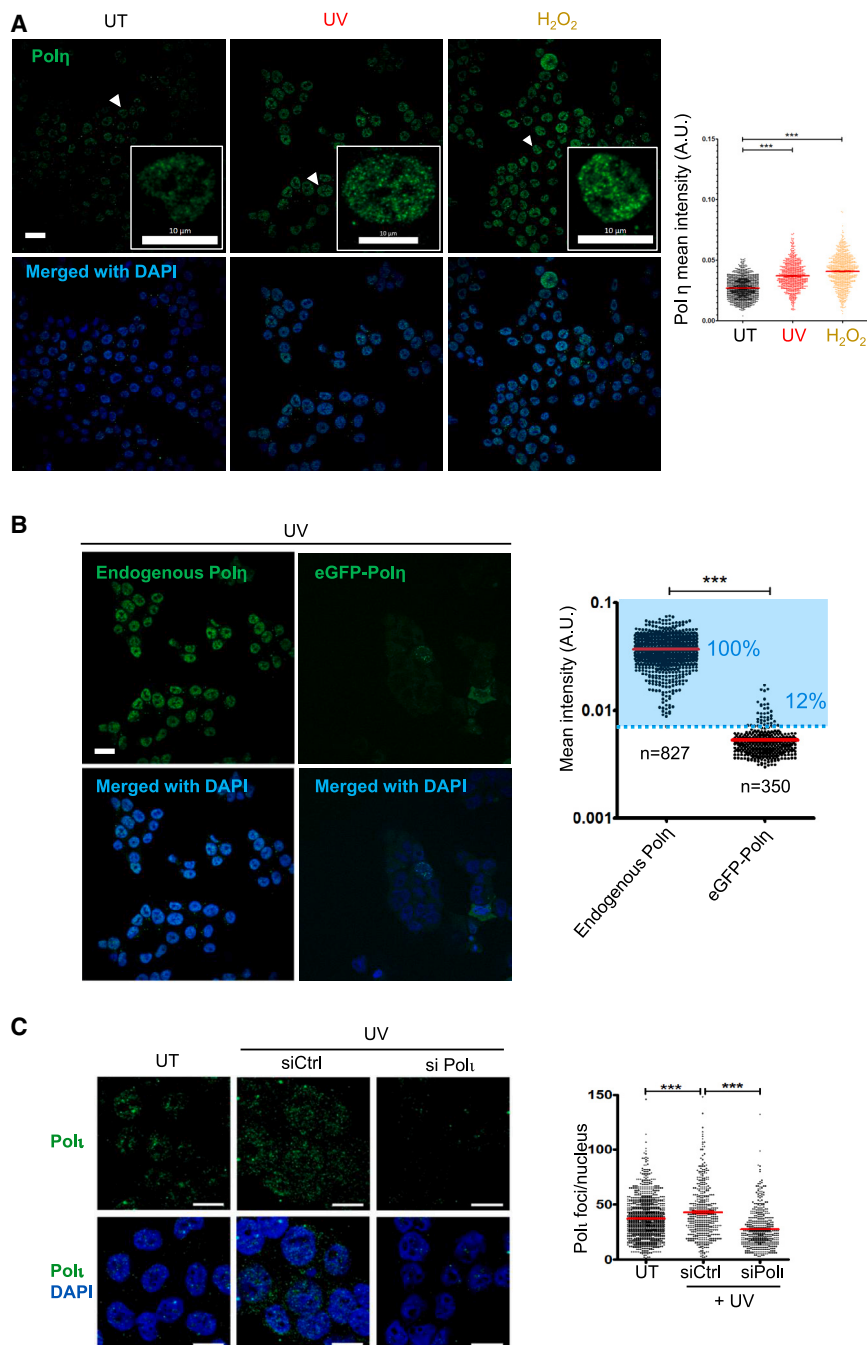 A
UT
UV
H2O2
Polη
10 μm
10 μm
10 μm
Merged with DAPI
Pol η mean intensity (A.U.)
0.15
0.10
0.05
0.00
***
***
UT
UV
H2O2
B
UV
Endogenous Polη
eGFP-Polη
Merged with DAPI
Merged with DAPI
Mean intensity (A.U.)
0.1
0.01
0.001
***
100%
12%
n=827
n=350
Endogenous Polη
eGFP-Polη
C
UV
UT
siCtrl
si Polι
Polι
Polι
DAPI
Polι foci/nucleus
150
100
50
0
***
***
UT
siCtrl
siPolι
+ UV